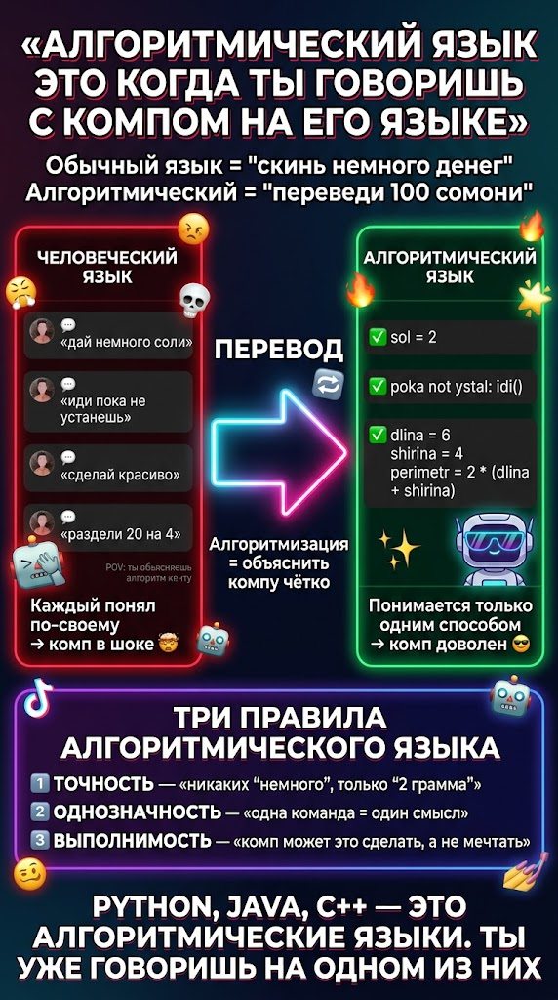 «АЛГОРИТМИЧЕСКИЙ ЯЗЫК
ЭТО КОГДА ТЫ ГОВОРИШЬ
С КОМПОМ НА ЕГО ЯЗЫКЕ»
Обычный язык = "скинь немного денег"
Алгоритмический = "переведи 100 сомони"
ЧЕЛОВЕЧЕСКИЙ
ЯЗЫК
«дай немного соли»
«иди пока не
устанешь»
«сделай красиво»
«раздели 20 на 4»
POV: ты объясняешь
алгоритм кенту
Каждый понял
по-своему
→ комп в шоке 🤯
ПЕРЕВОД
Алгоритмизация
= объяснить
компу чётко
АЛГОРИТМИЧЕСКИЙ
ЯЗЫК
✅ sol = 2
✅ poka not ystal: idi()
✅ dlina = 6
shirina = 4
perimetr = 2 * (dlina
+ shirina)
Понимается только
одним способом
→ комп доволен 😎
ТРИ ПРАВИЛА
АЛГОРИТМИЧЕСКОГО ЯЗЫКА
1 ТОЧНОСТЬ — «никаких “немного”, только “2 грамма”»
2 ОДНОЗНАЧНОСТЬ — «одна команда = один смысл»
3 ВЫПОЛНИМОСТЬ — «комп может это сделать, а не мечтать»
PYTHON, JAVA, C++ — ЭТО
АЛГОРИТМИЧЕСКИЕ ЯЗЫКИ. ТЫ
УЖЕ ГОВОРИШЬ НА ОДНОМ ИЗ НИХ